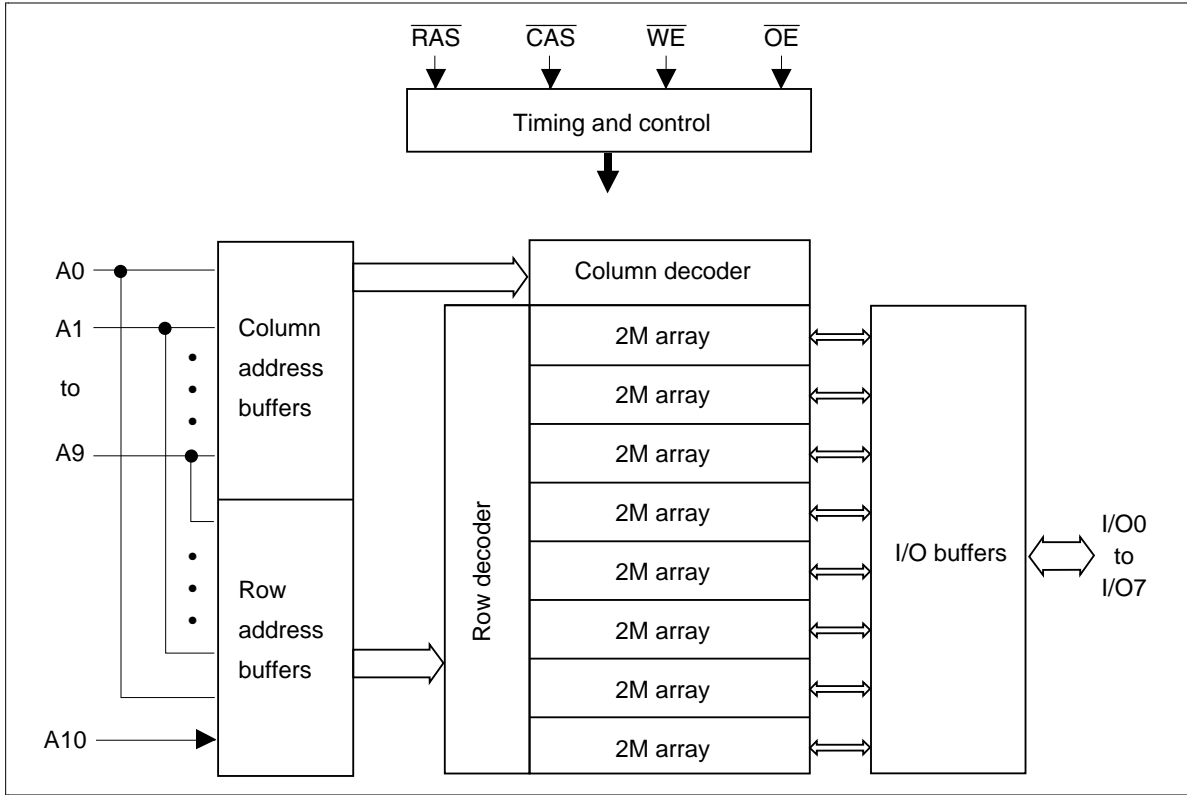 RAS CAS WE OE
Timing and control
A0
A1
to
A9
A10
Column
address
buffers
Row
address
buffers
Column decoder
Row decoder
2M array
2M array
2M array
2M array
2M array
2M array
2M array
2M array
I/O buffers
I/O0
to
I/O7